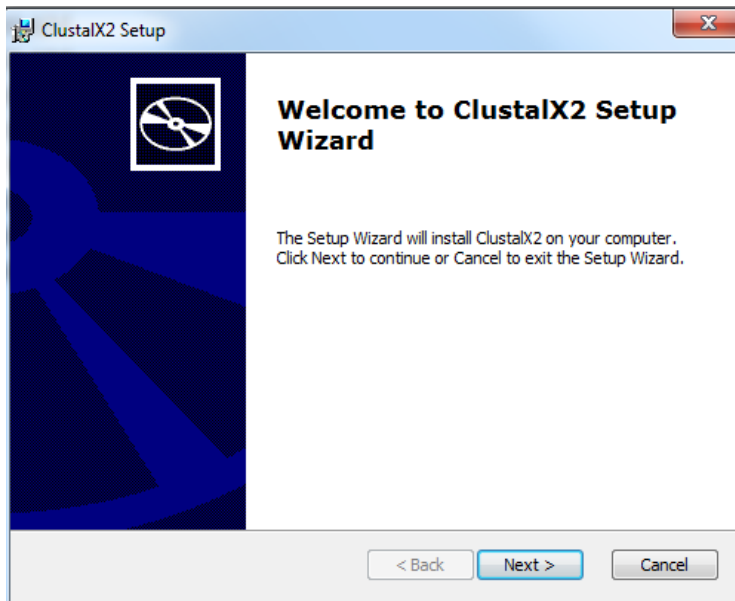 ClustalX2 Setup
Welcome to ClustalX2 Setup
Wizard
The Setup Wizard will install ClustalX2 on your computer.
Click Next to continue or Cancel to exit the Setup Wizard.
< Back
Next >
Cancel